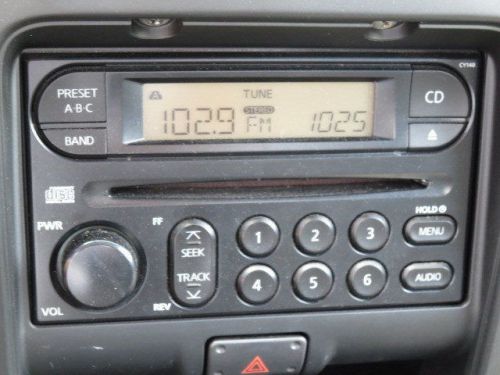 CY140
PRESET
A·B·C
BAND
A
TUNE
102.9 STEREO FM 1025
CD
disc
PWR
VOL
FF
SEEK
TRACK
REV
1 2 3
4 5 6
HOLD
MENU
AUDIO